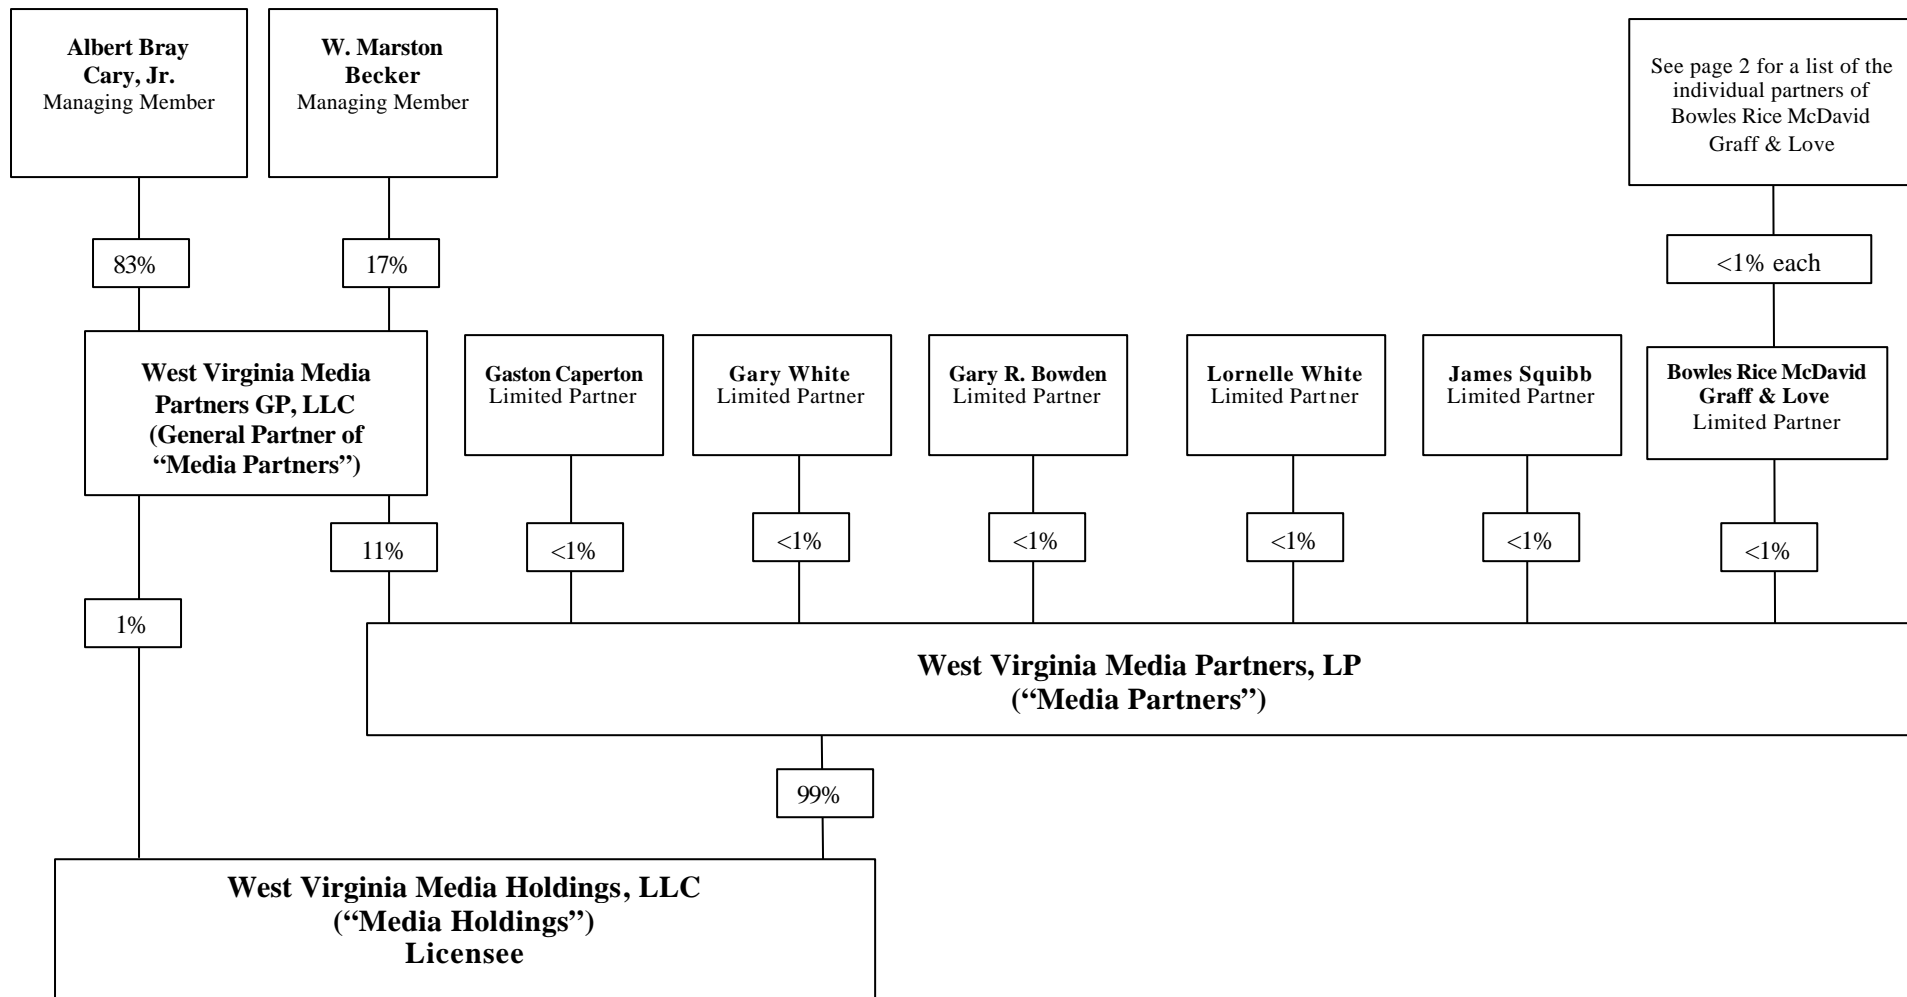 Albert Bray
Cary, Jr.
Managing Member
W. Marston
Becker
Managing Member
See page 2 for a list of the
individual partners of
Bowles Rice McDavid
Graff & Love
83%
17%
<1% each
West Virginia Media
Partners GP, LLC
(General Partner of
“Media Partners”)
Gaston Caperton
Limited Partner
Gary White
Limited Partner
Gary R. Bowden
Limited Partner
Lornelle White
Limited Partner
James Squibb
Limited Partner
Bowles Rice McDavid
Graff & Love
Limited Partner
11%
<1%
<1%
<1%
<1%
<1%
<1%
1%
West Virginia Media Partners, LP
(“Media Partners”)
99%
West Virginia Media Holdings, LLC
(“Media Holdings”)
Licensee